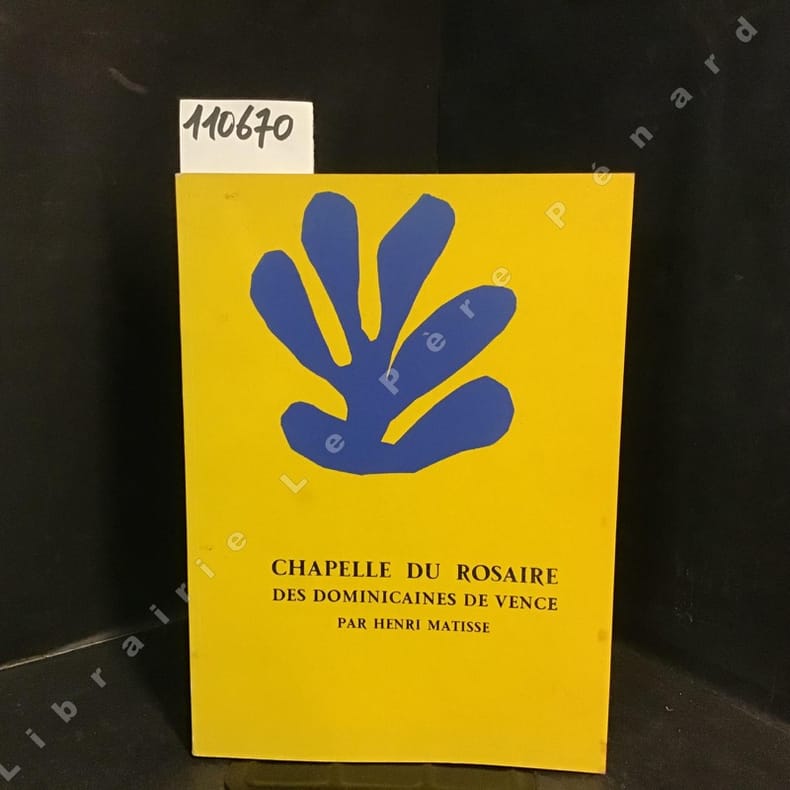 110670
CHAPELLE DU ROSAIRE
DES DOMINICAINES DE VENCE
PAR HENRI MATISSE
Librairie Le Père Pénard